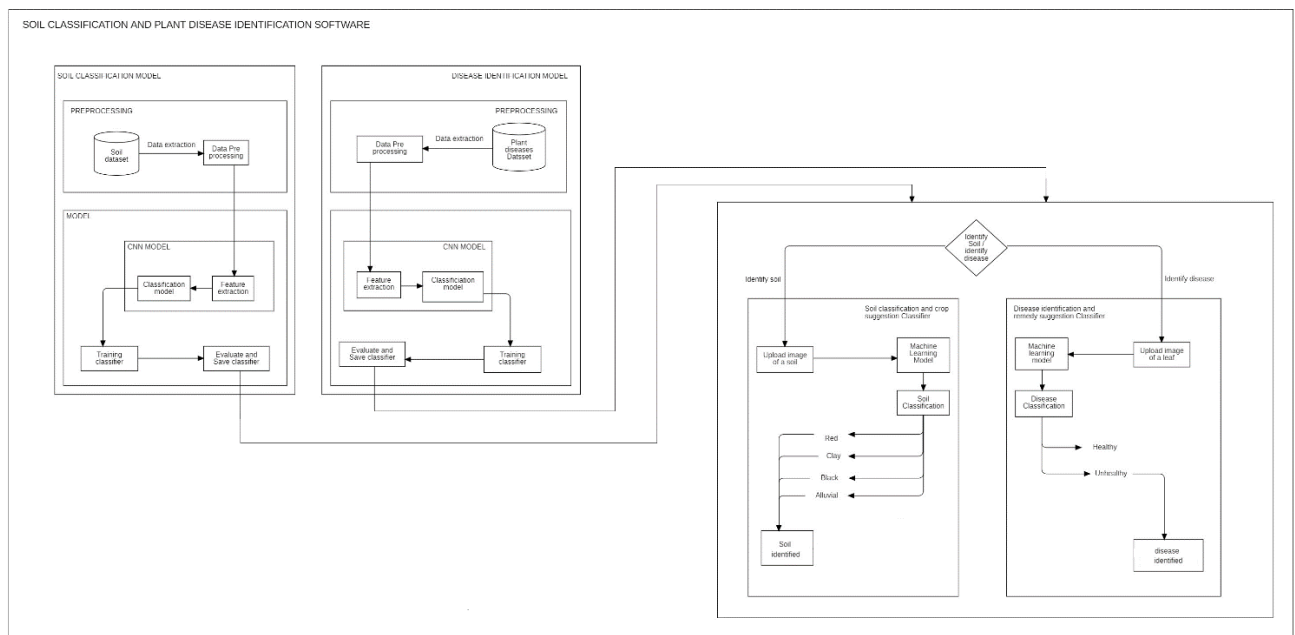 SOIL CLASSIFICATION AND PLANT DISEASE IDENTIFICATION SOFTWARE
SOIL CLASSIFICATION MODEL
PREPROCESSING
Soil
dataset
Data extraction
Data Pre
processing
MODEL
CNN MODEL
Classification
model
Feature
extraction
Training
classifier
Evaluate and
Save classifier
DISEASE IDENTIFICATION MODEL
PREPROCESSING
Data Pre
processing
Data extraction
Plant
diseases
Datsset
CNN MODEL
Feature
extraction
Classificiation
model
Evaluate and
Save classifier
Training
classifier
Identify
Soil /
identify
disease
Identify soil
Identify disease
Soil classification and crop
suggestion Classifier
Upload image
of a soil
Machine
Learning
Model
Soil
Classification
Red
Clay
Black
Alluvial
Soil
identified
Disease identification and
remedy suggestion Classifier
Machine
learning
model
Upload image
of a leaf
Disease
Classification
Healthy
Unhealthy
disease
identified